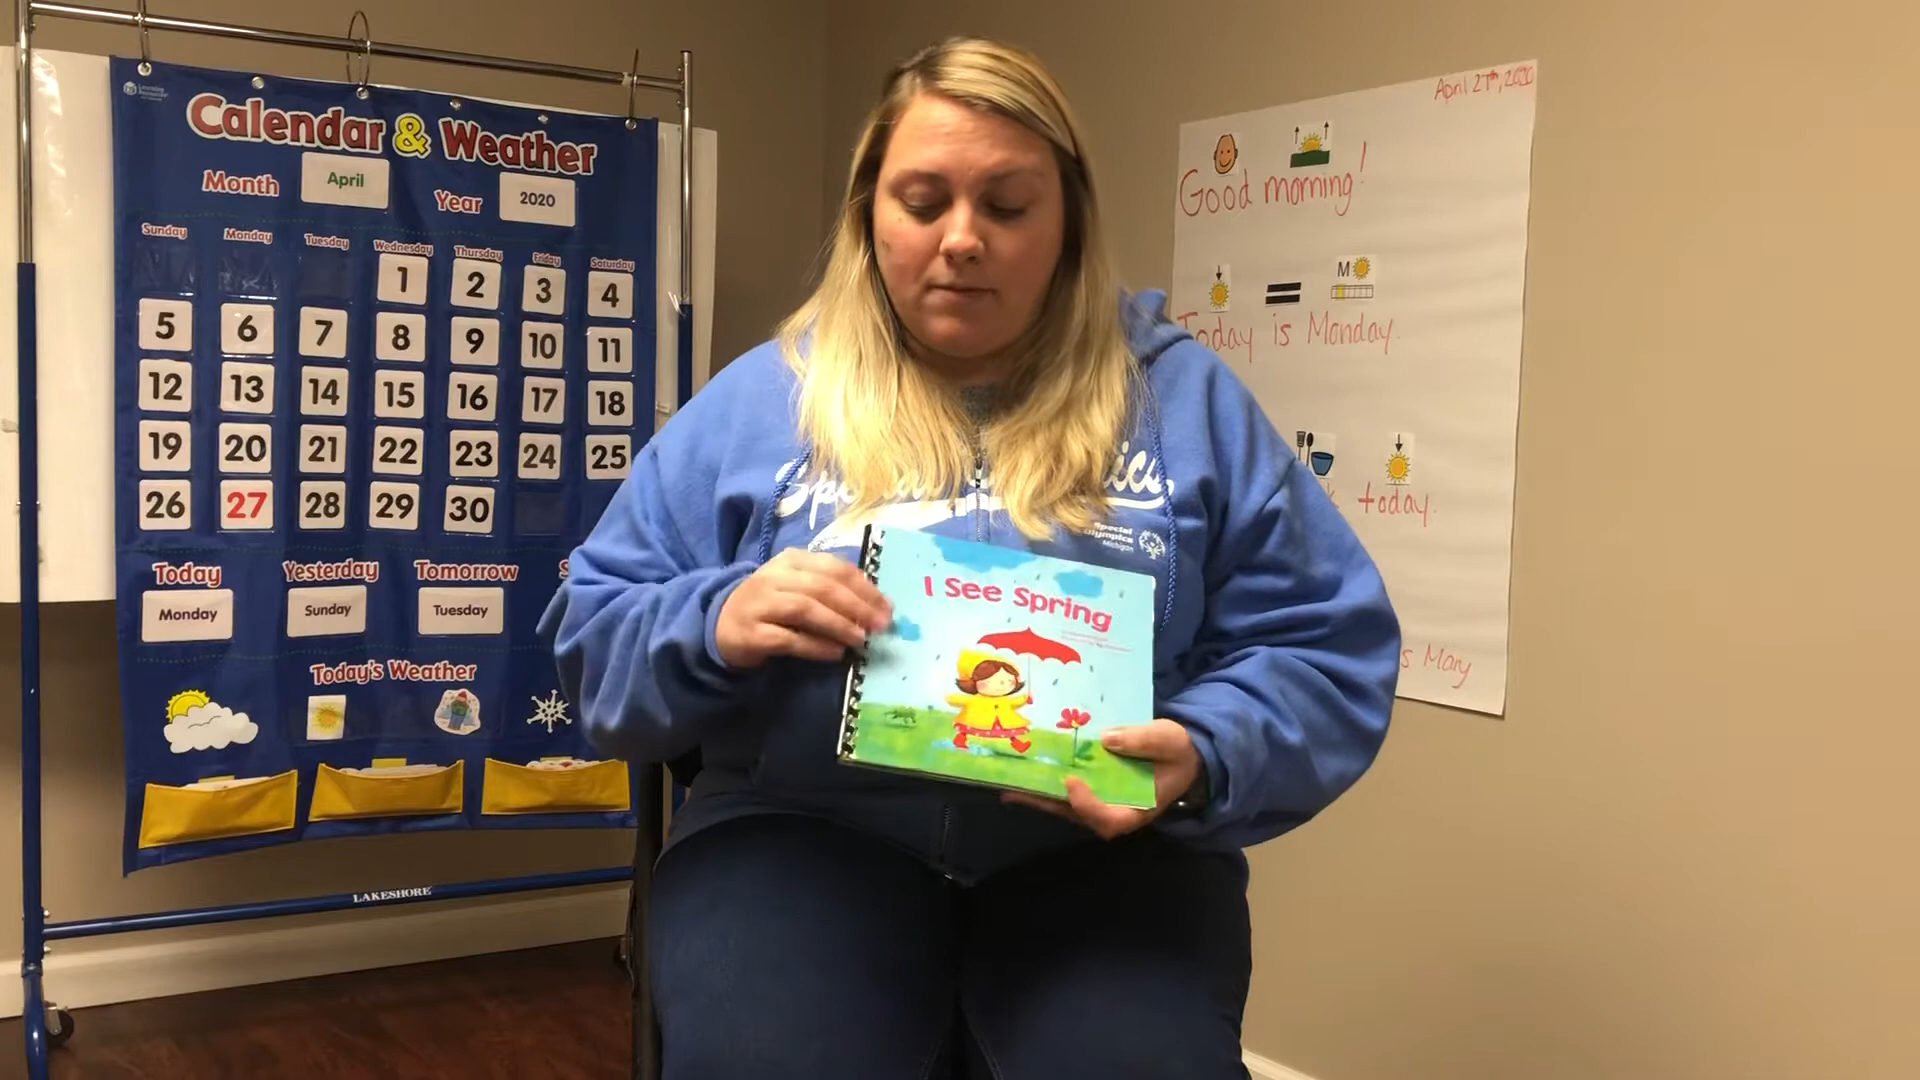 Learning Resources
Calendar & Weather
Month April Year 2020
Sunday Monday Tuesday Wednesday Thursday Friday Saturday
1 2 3 4
5 6 7 8 9 10 11
12 13 14 15 16 17 18
19 20 21 22 23 24 25
26 27 28 29 30
Today Yesterday Tomorrow S
Monday Sunday Tuesday
Today's Weather
LAKESHORE
Special Olympics
Michigan
I See Spring
April 27th, 2020
Good morning!
M
Today is Monday.
today.
s Mary